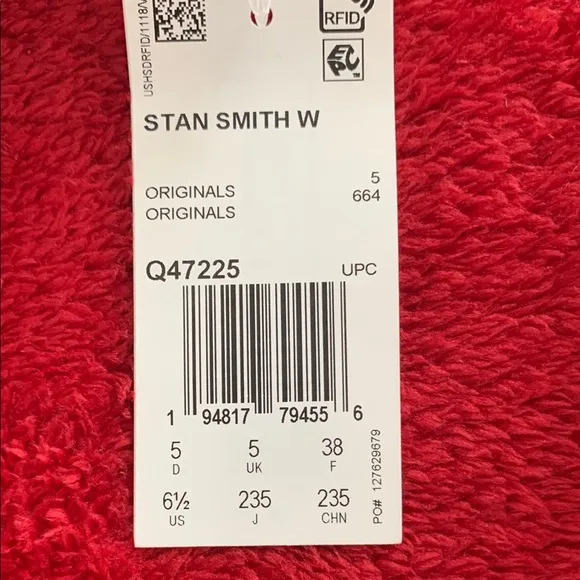 USHSDRFID/1118/
RFID
EPC
STAN SMITH W
ORIGINALS 5
ORIGINALS 664
Q47225 UPC
1 94817 79455 6
5 5 38
D UK F
6½ 235 235
US J CHN
PO# 127629679